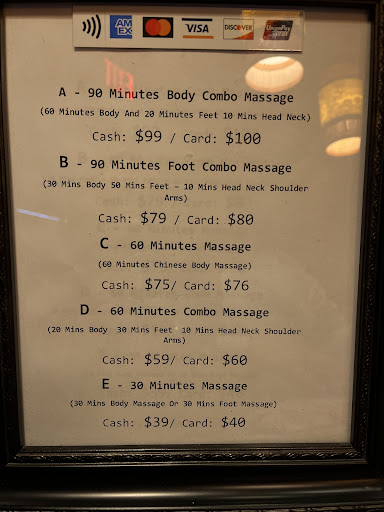 AM
EX
VISA
DISCOVER
UnionPay
A - 90 Minutes Body Combo Massage
(60 Minutes Body And 20 Minutes Feet 10 Mins Head Neck)
Cash: $99 / Card: $100
B - 90 Minutes Foot Combo Massage
(30 Mins Body 50 Mins Feet – 10 Mins Head Neck Shoulder
Arms)
Cash: $79 / Card: $80
C - 60 Minutes Massage
(60 Minutes Chinese Body Massage)
Cash: $75/ Card: $76
D - 60 Minutes Combo Massage
(20 Mins Body 30 Mins Feet 10 Mins Head Neck Shoulder
Arms)
Cash: $59/ Card: $60
E - 30 Minutes Massage
(30 Mins Body Massage Or 30 Mins Foot Massage)
Cash: $39/ Card: $40